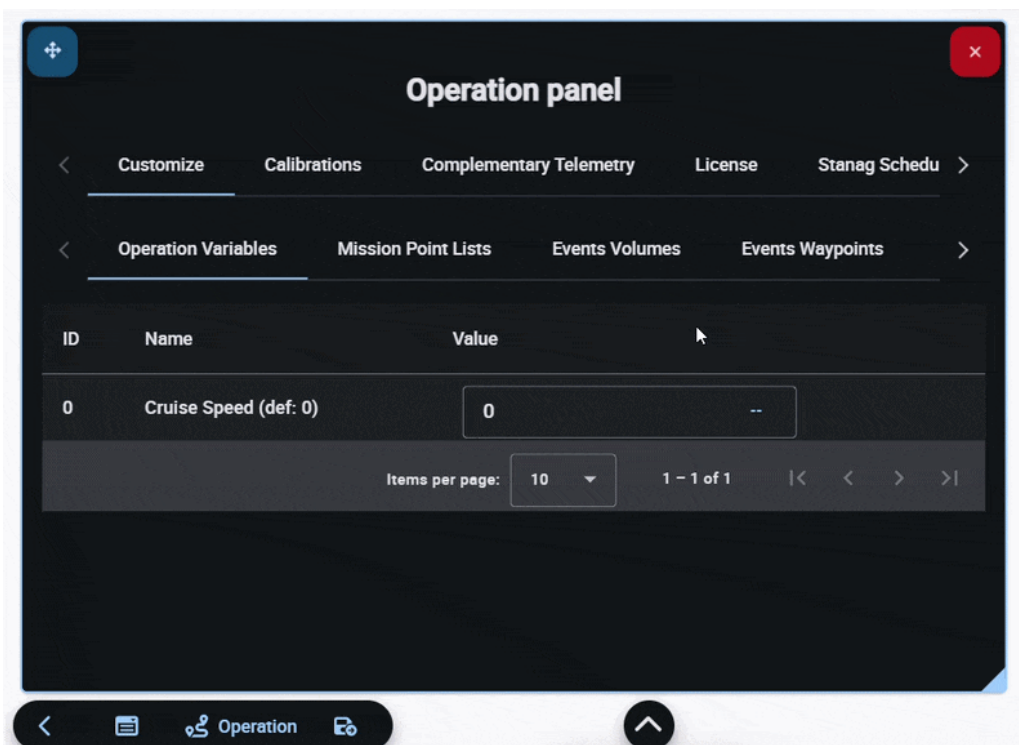 Operation panel
Customize Calibrations Complementary Telemetry License Stanag Schedu
Operation Variables Mission Point Lists Events Volumes Events Waypoints
ID Name Value
0 Cruise Speed (def: 0) 0 --
Items per page: 10 1 – 1 of 1
Operation